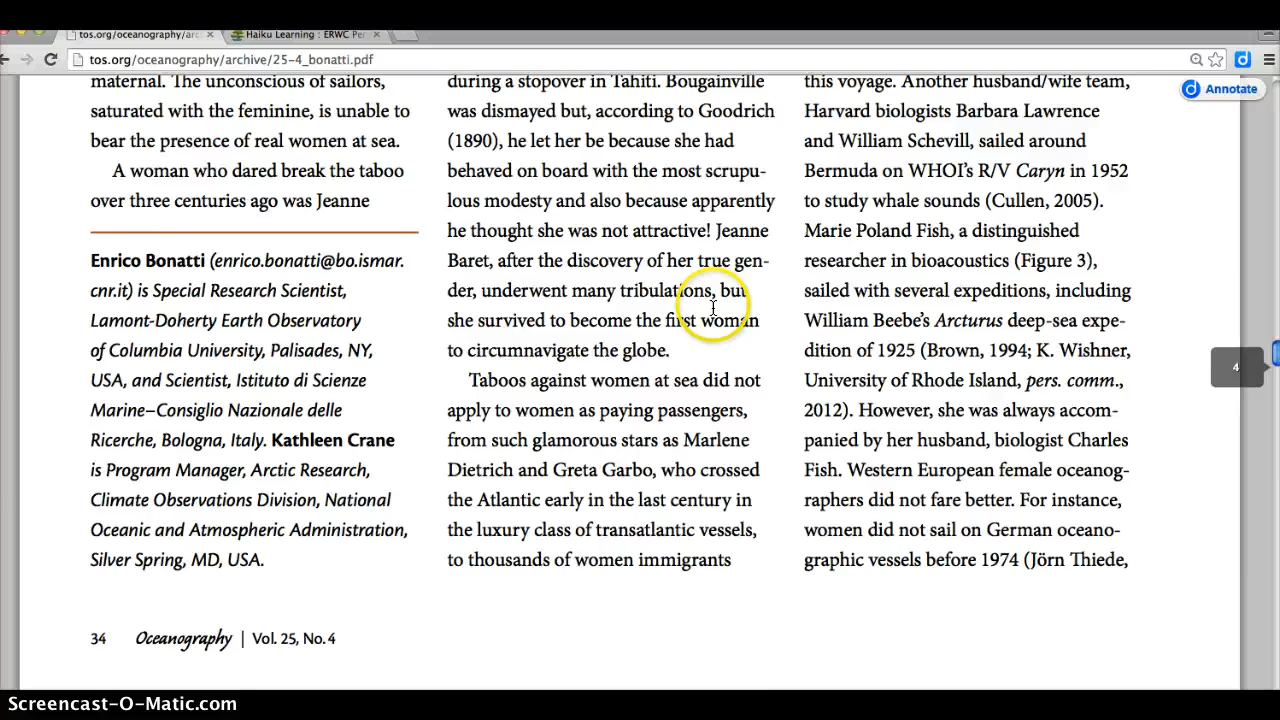 tos.org/oceanography/arc
Haiku Learning : ERWC Per
tos.org/oceanography/archive/25-4_bonatti.pdf
Annotate
maternal. The unconscious of sailors,
saturated with the feminine, is unable to
bear the presence of real women at sea.
A woman who dared break the taboo
over three centuries ago was Jeanne
Enrico Bonatti (enrico.bonatti@bo.ismar.
cnr.it) is Special Research Scientist,
Lamont-Doherty Earth Observatory
of Columbia University, Palisades, NY,
USA, and Scientist, Istituto di Scienze
Marine–Consiglio Nazionale delle
Ricerche, Bologna, Italy. Kathleen Crane
is Program Manager, Arctic Research,
Climate Observations Division, National
Oceanic and Atmospheric Administration,
Silver Spring, MD, USA.
during a stopover in Tahiti. Bougainville
was dismayed but, according to Goodrich
(1890), he let her be because she had
behaved on board with the most scrupu-
lous modesty and also because apparently
he thought she was not attractive! Jeanne
Baret, after the discovery of her true gen-
der, underwent many tribulations, but
she survived to become the first woman
to circumnavigate the globe.
Taboos against women at sea did not
apply to women as paying passengers,
from such glamorous stars as Marlene
Dietrich and Greta Garbo, who crossed
the Atlantic early in the last century in
the luxury class of transatlantic vessels,
to thousands of women immigrants
this voyage. Another husband/wife team,
Harvard biologists Barbara Lawrence
and William Schevill, sailed around
Bermuda on WHOI's R/V Caryn in 1952
to study whale sounds (Cullen, 2005).
Marie Poland Fish, a distinguished
researcher in bioacoustics (Figure 3),
sailed with several expeditions, including
William Beebe's Arcturus deep-sea expe-
dition of 1925 (Brown, 1994; K. Wishner,
University of Rhode Island, pers. comm.,
2012). However, she was always accom-
panied by her husband, biologist Charles
Fish. Western European female oceanog-
raphers did not fare better. For instance,
women did not sail on German oceano-
graphic vessels before 1974 (Jörn Thiede,
4
34 Oceanography | Vol. 25, No. 4
Screencast-O-Matic.com